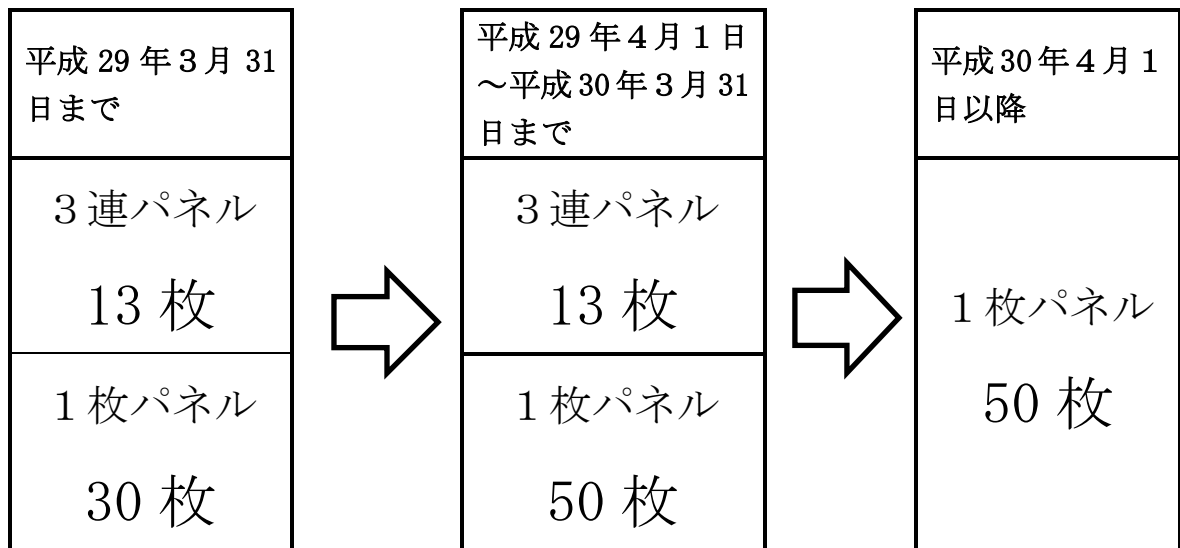 平成 29 年３月 31
日まで
３連パネル
13 枚
１枚パネル
30 枚
平成 29 年４月１日
～平成 30 年３月 31
日まで
３連パネル
13 枚
１枚パネル
50 枚
平成 30 年４月１
日以降
１枚パネル
50 枚